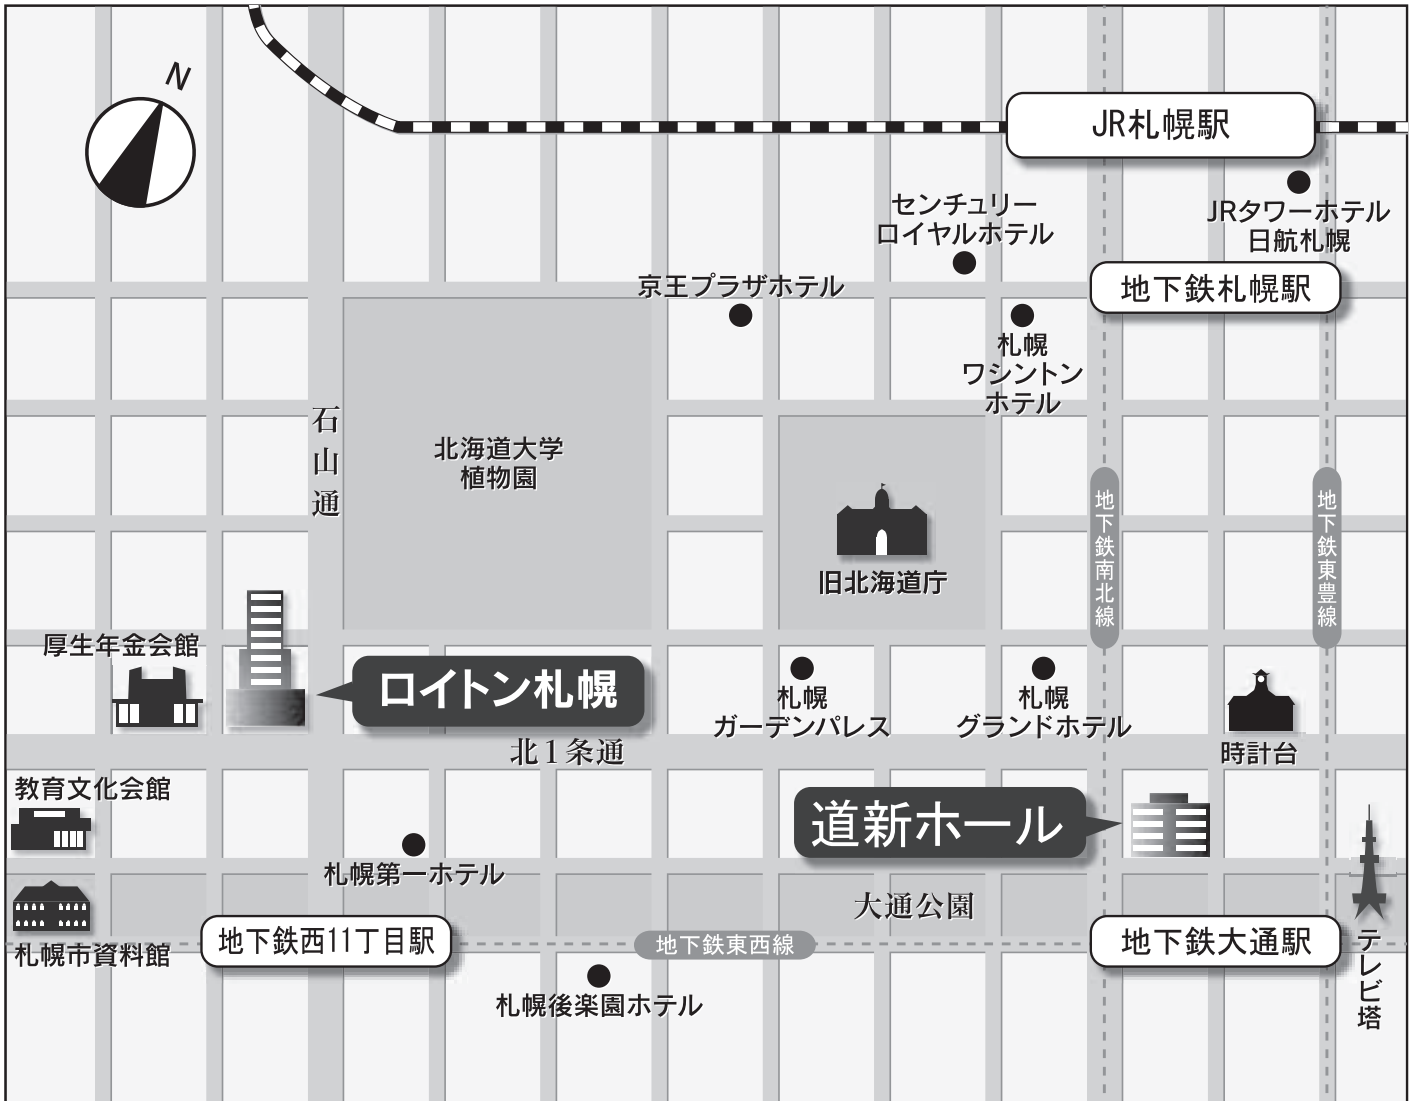 N
JR札幌駅
センチュリー
ロイヤルホテル
JRタワーホテル
日航札幌
京王プラザホテル
地下鉄札幌駅
札幌
ワシントン
ホテル
石山通
北海道大学
植物園
旧北海道庁
地下鉄南北線
地下鉄東豊線
厚生年金会館
ロイトン札幌
札幌
ガーデンパレス
札幌
グランドホテル
時計台
北1条通
教育文化会館
道新ホール
札幌第一ホテル
大通公園
札幌市資料館
地下鉄西11丁目駅
地下鉄東西線
地下鉄大通駅
テレビ塔
札幌後楽園ホテル